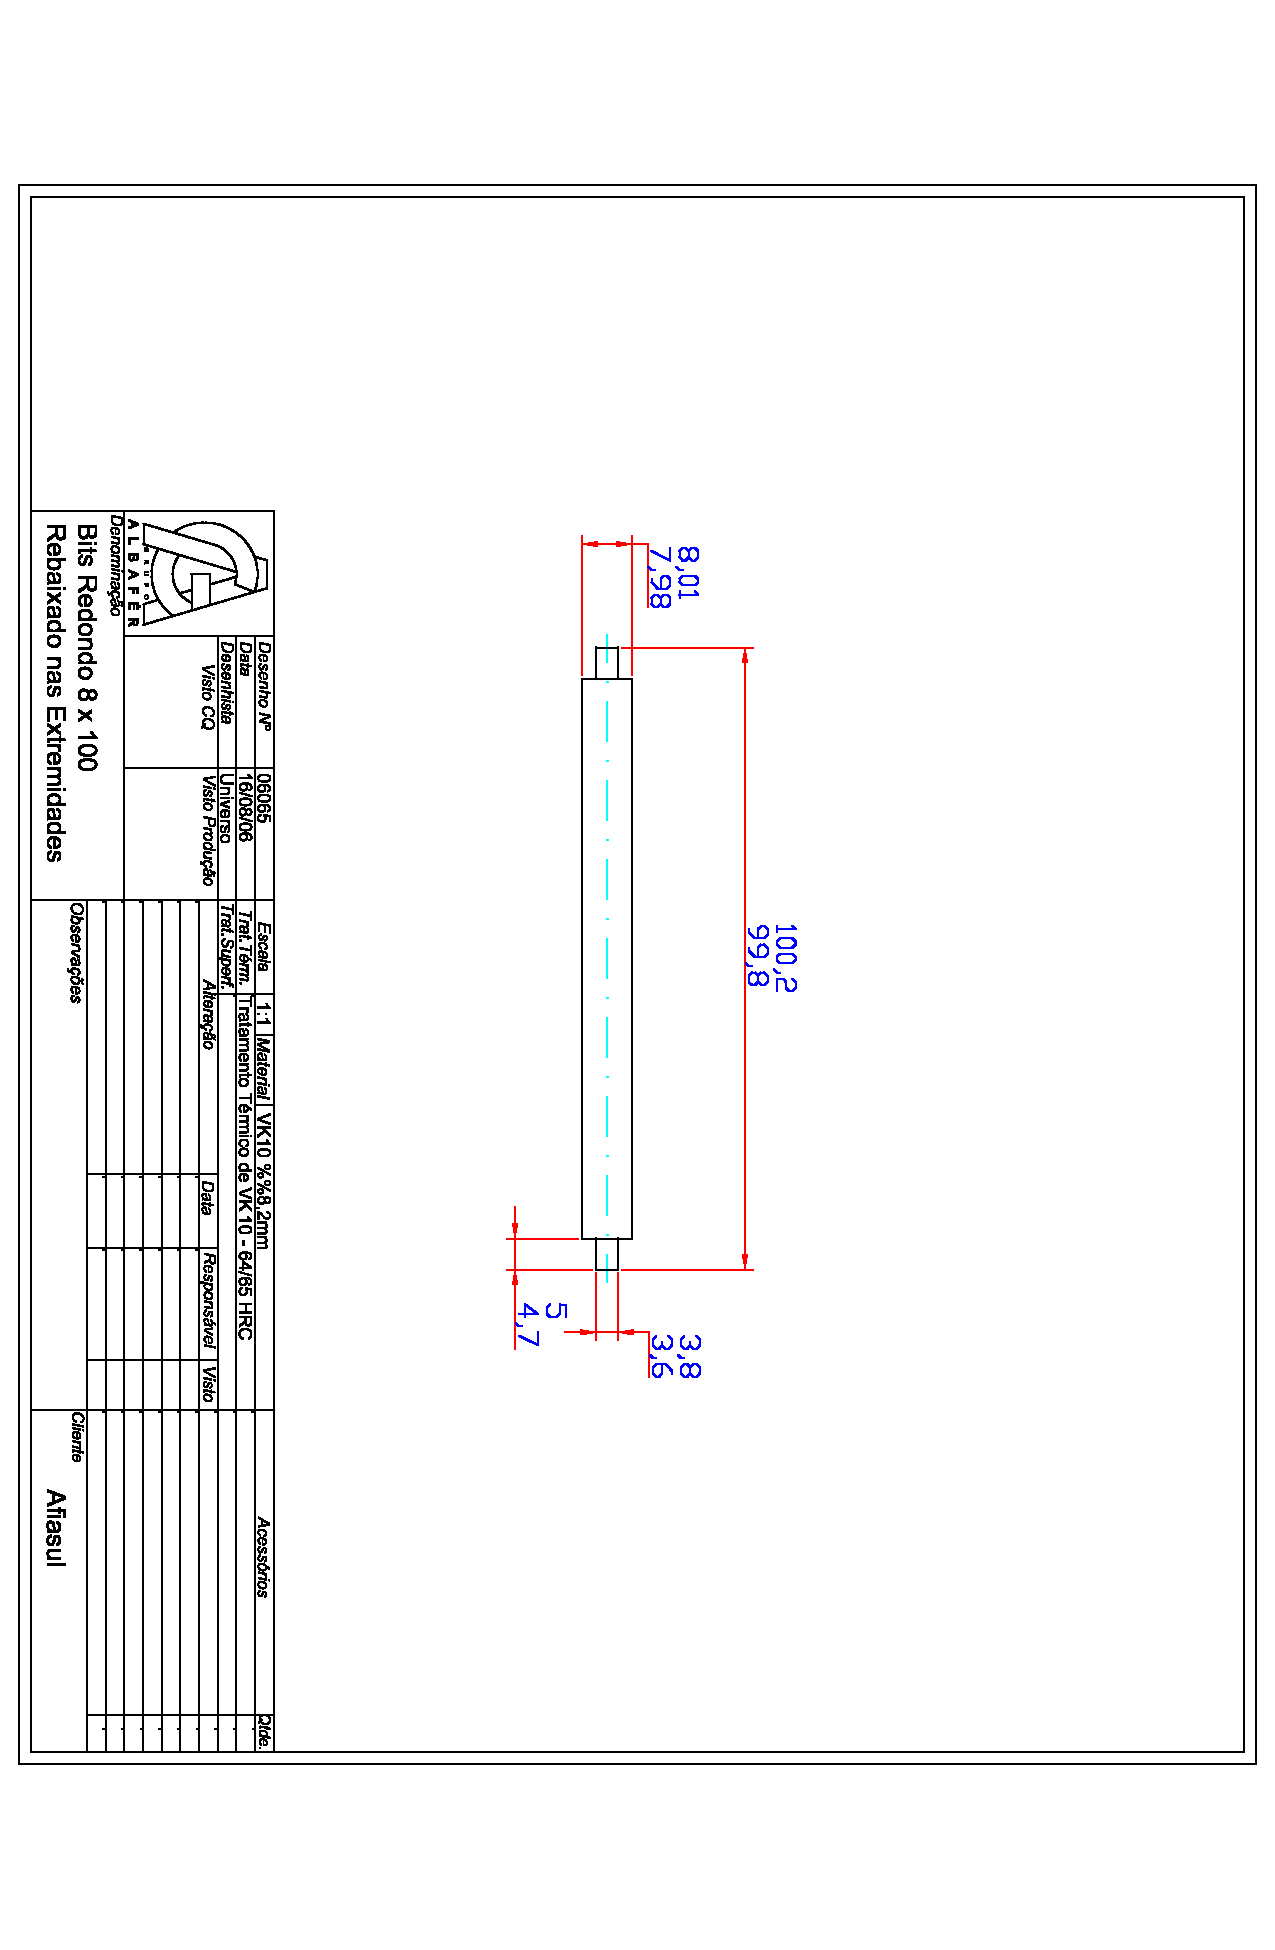 8,01
7,98
100,2
99,8
5
4,7
3,8
3,6
GRUPO
ALBAFÉR
Desenho Nº 06065
Data 16/08/06
Desenhista Universo
Visto CQ Visto Produção
Escala 1:1 Material VK10 %%8,2mm
Trat.Térm. Tratamento Térmico de VK10 - 64/65 HRC
Trat.Superf.
Alteração Data Responsável Visto
Acessórios Qtde.
Denominação
Bits Redondo 8 x 100
Rebaixado nas Extremidades
Observações
Cliente
Afiasul